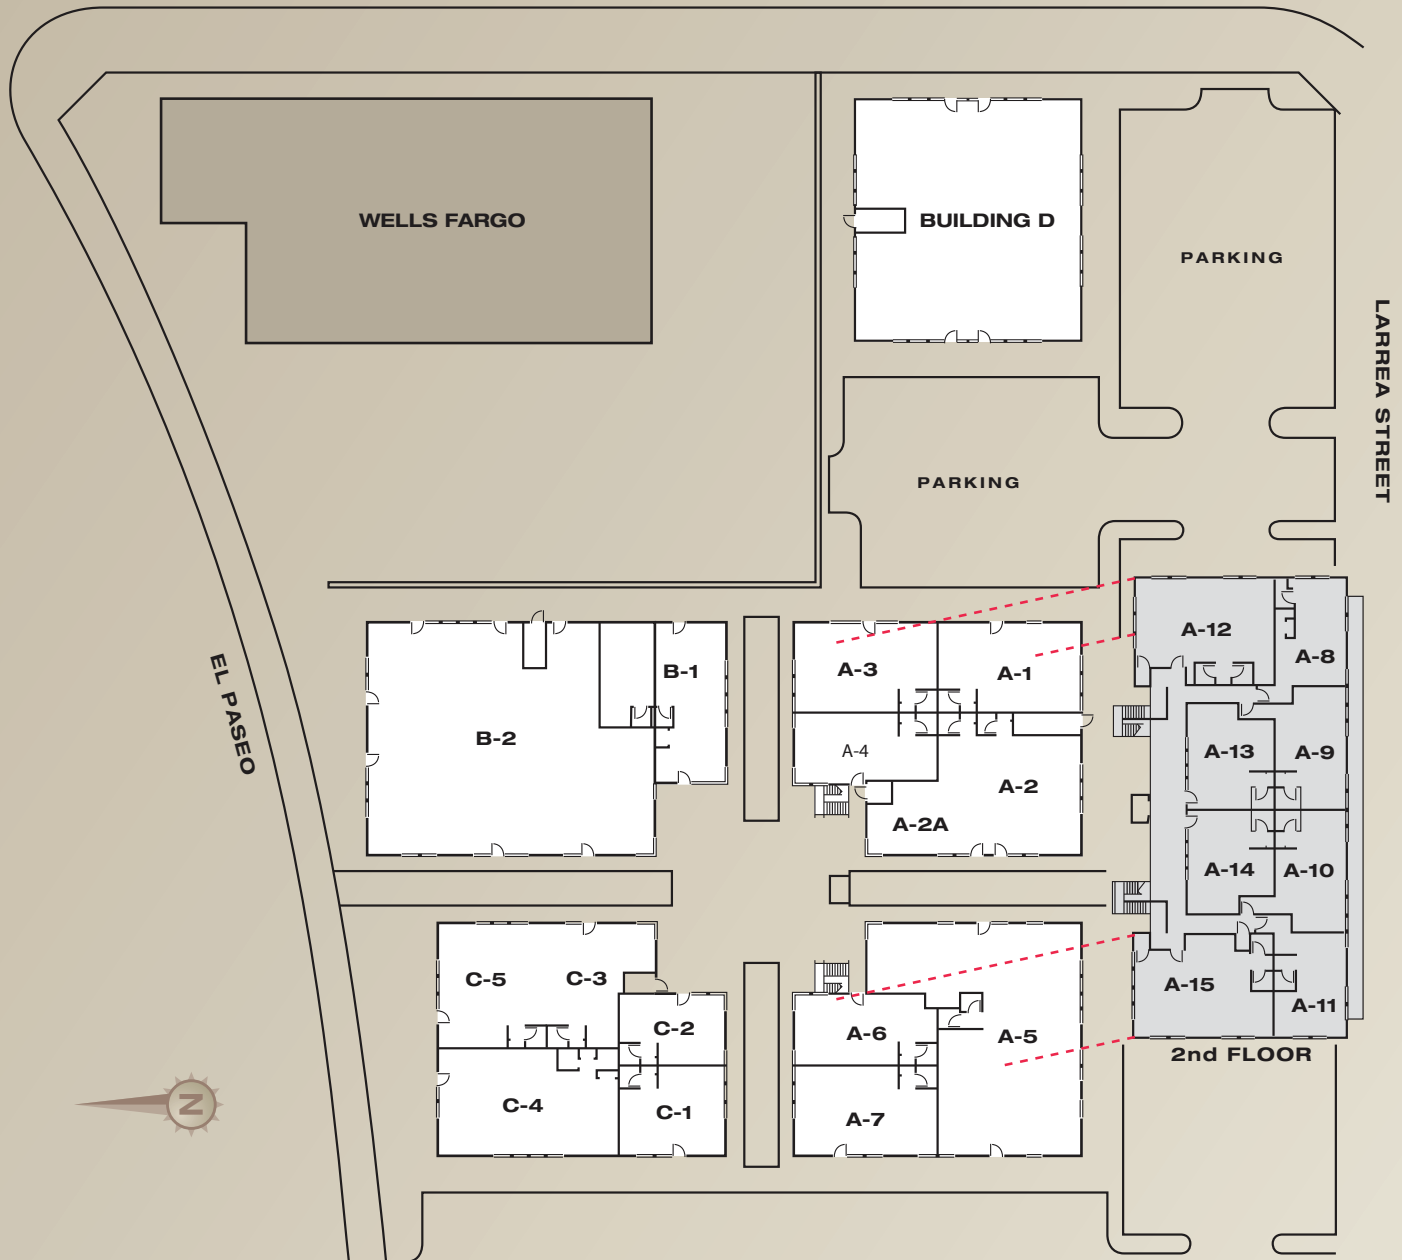 WELLS FARGO
BUILDING D
PARKING
LARREA STREET
PARKING
EL PASEO
B-1
B-2
A-3
A-1
A-4
A-2
A-2A
A-12
A-8
A-13
A-9
A-14
A-10
A-15
A-11
2nd FLOOR
C-5
C-3
C-2
C-4
C-1
A-6
A-5
A-7
N